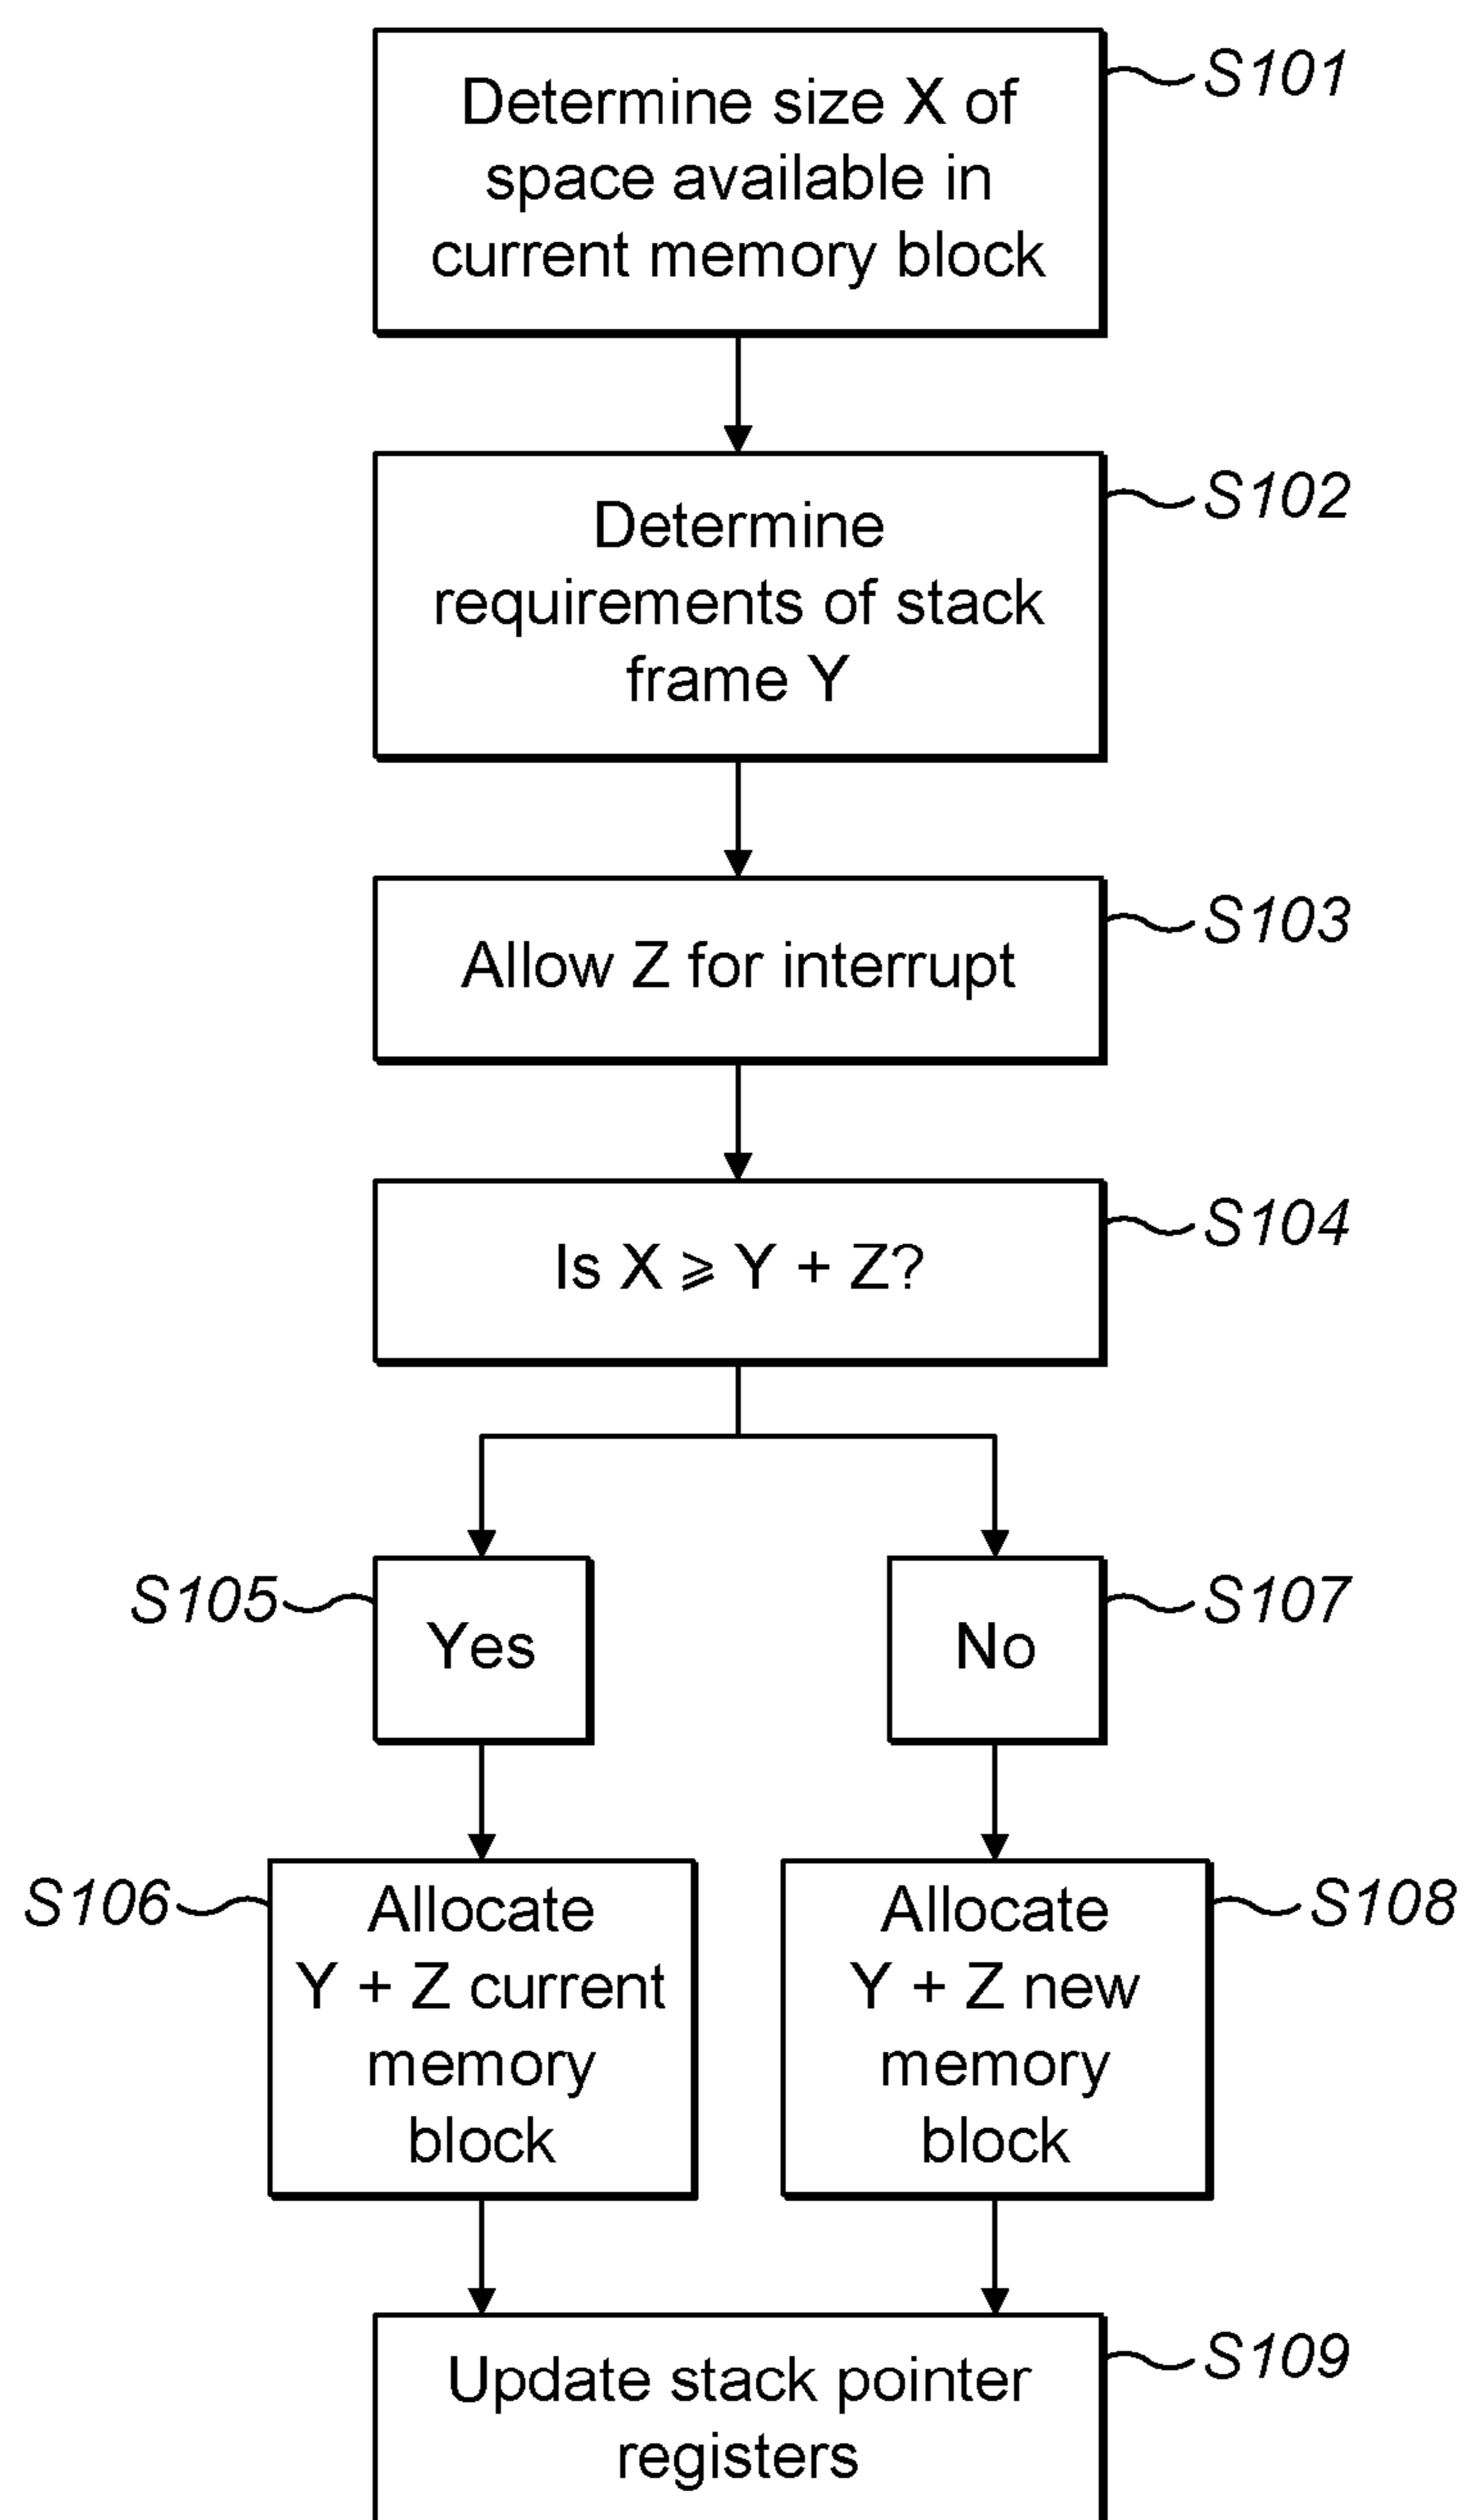 Determine size X of
space available in
current memory block
S101
Determine
requirements of stack
frame Y
S102
Allow Z for interrupt
S103
Is X ⩾ Y + Z?
S104
S105
Yes
No
S107
S106
Allocate
Y + Z current
memory
block
Allocate
Y + Z new
memory
block
S108
Update stack pointer
registers
S109